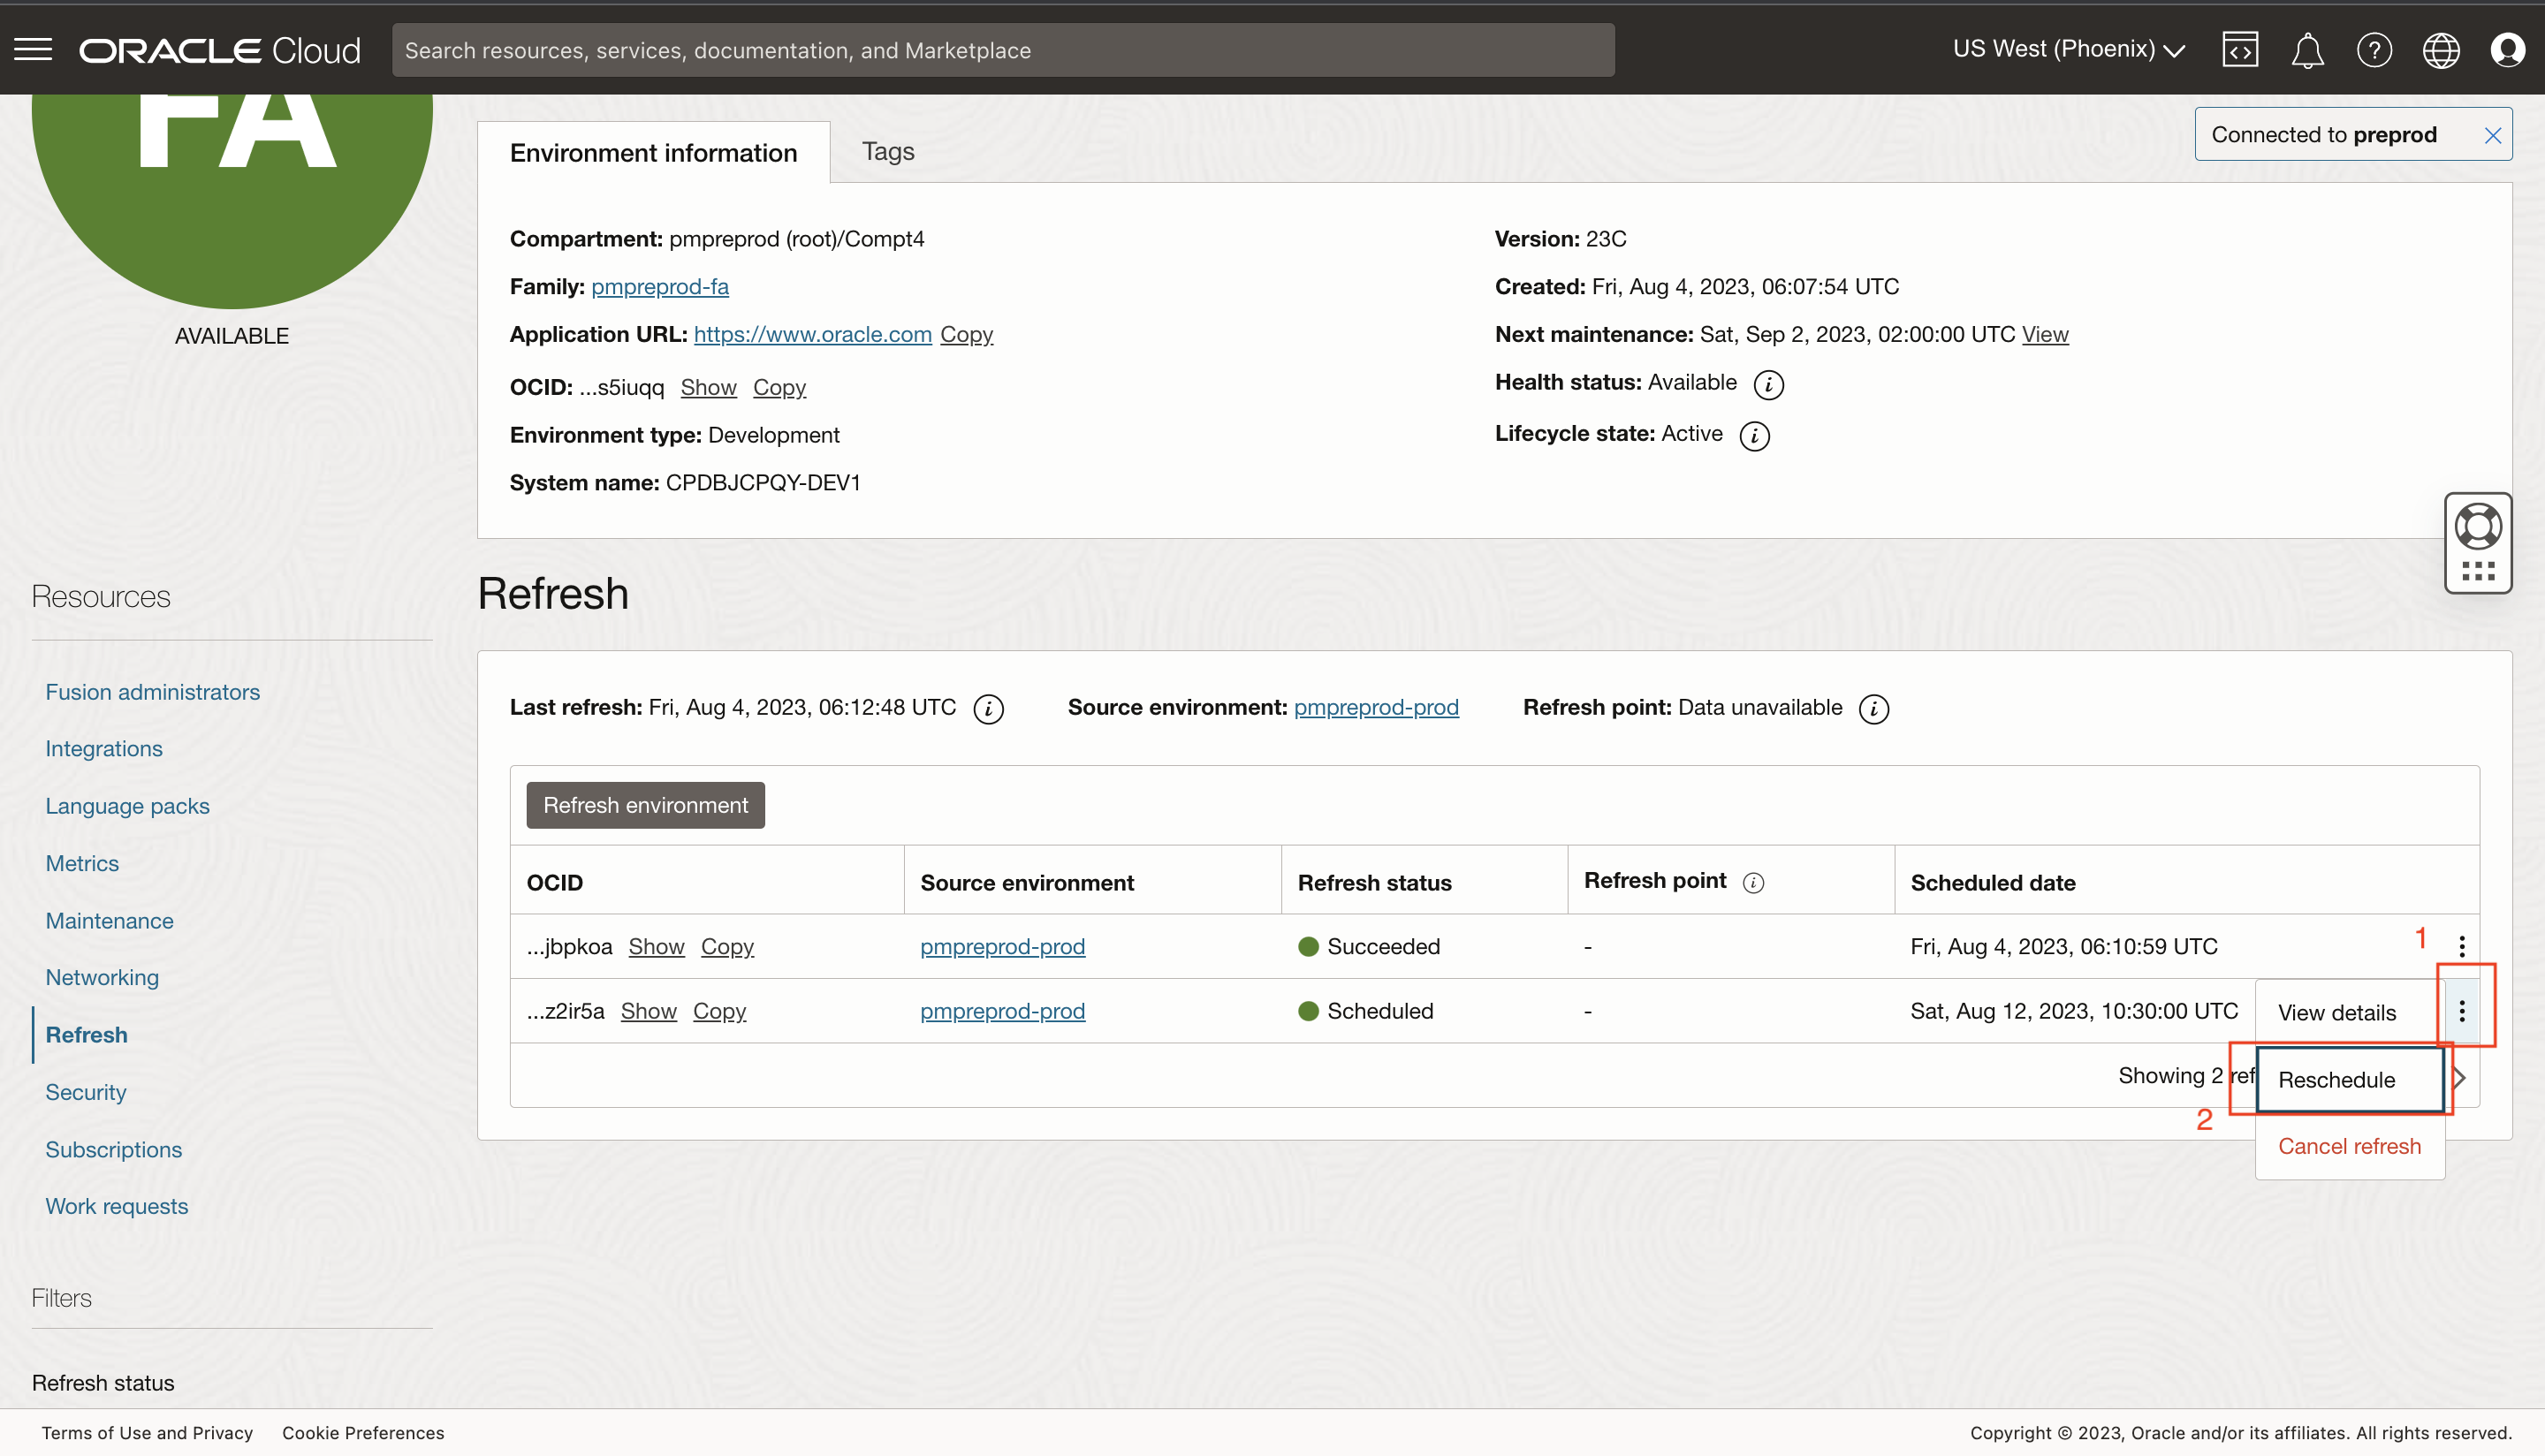 ORACLE Cloud
Search resources, services, documentation, and Marketplace
US West (Phoenix)
FA
AVAILABLE
Environment information
Tags
Connected to preprod
Compartment: pmpreprod (root)/Compt4
Family: pmpreprod-fa
Application URL: https://www.oracle.com Copy
OCID: ...s5iuqq Show Copy
Environment type: Development
System name: CPDBJCPQY-DEV1
Version: 23C
Created: Fri, Aug 4, 2023, 06:07:54 UTC
Next maintenance: Sat, Sep 2, 2023, 02:00:00 UTC View
Health status: Available
Lifecycle state: Active
Resources
Fusion administrators
Integrations
Language packs
Metrics
Maintenance
Networking
Refresh
Security
Subscriptions
Work requests
Filters
Refresh status
Refresh
Last refresh: Fri, Aug 4, 2023, 06:12:48 UTC Source environment: pmpreprod-prod Refresh point: Data unavailable
Refresh environment
OCID Source environment Refresh status Refresh point Scheduled date
...jbpkoa Show Copy pmpreprod-prod Succeeded - Fri, Aug 4, 2023, 06:10:59 UTC 1
...z2ir5a Show Copy pmpreprod-prod Scheduled - Sat, Aug 12, 2023, 10:30:00 UTC
Showing 2 ref
View details
Reschedule
2
Cancel refresh
Terms of Use and Privacy Cookie Preferences
Copyright © 2023, Oracle and/or its affiliates. All rights reserved.